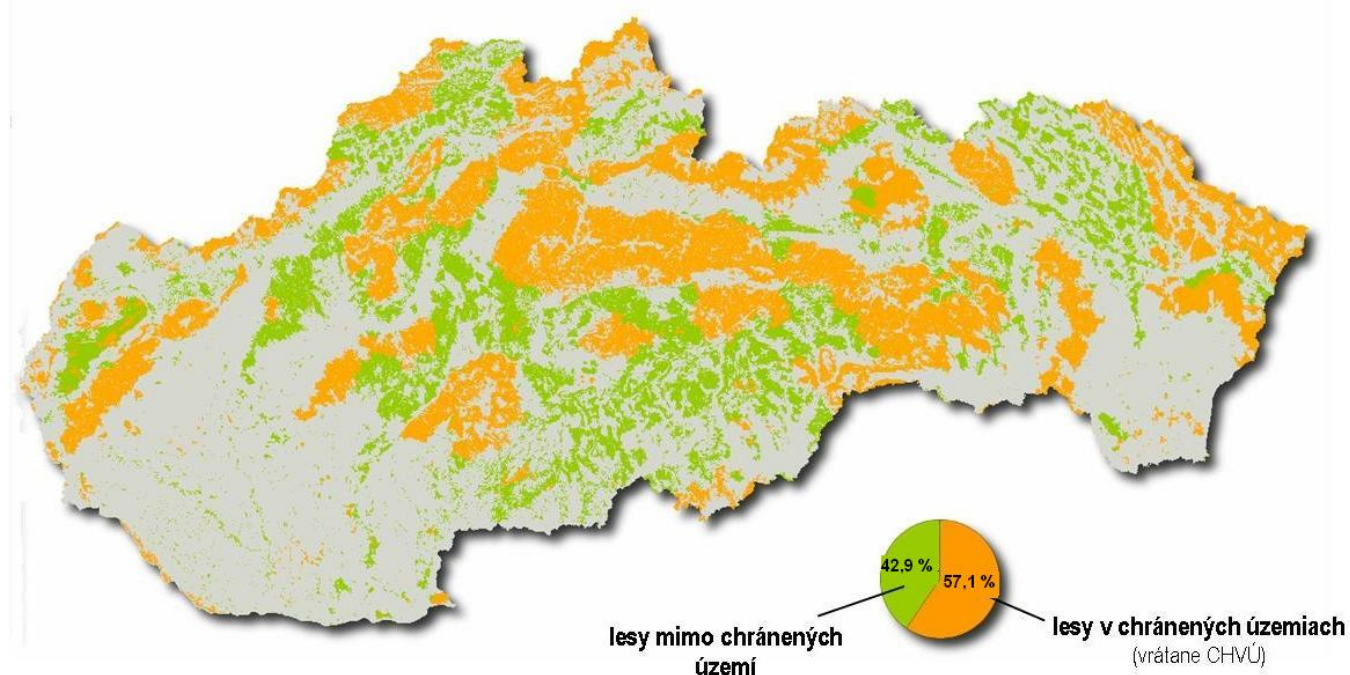 42,9 %
57,1 %
lesy mimo chránených
území
lesy v chránených územiach
(vrátane CHVÚ)